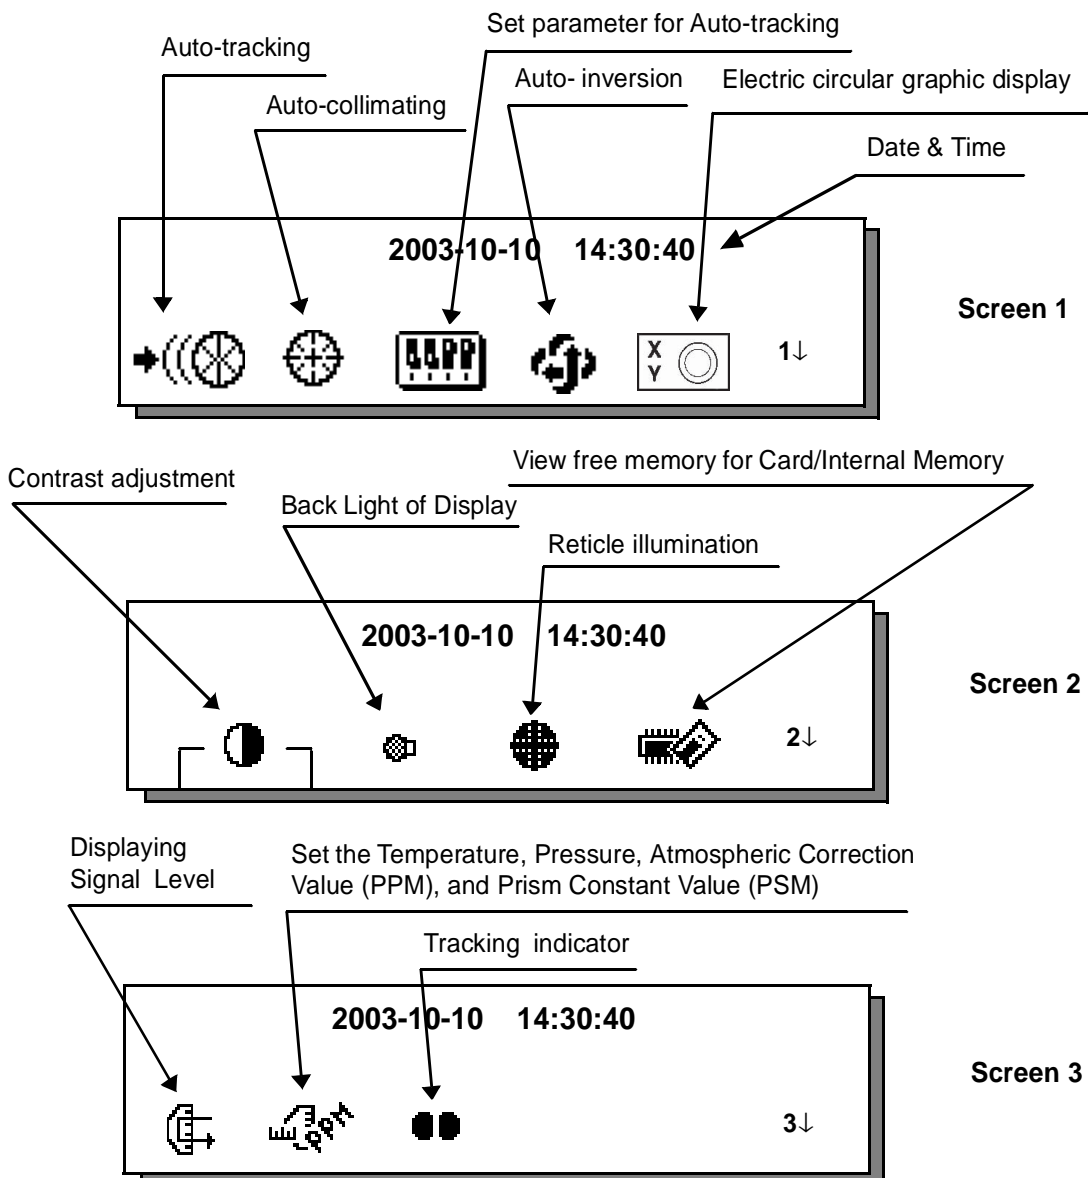 Set parameter for Auto-tracking
Auto-tracking
Auto- inversion
Electric circular graphic display
Auto-collimating
Date & Time
2003-10-10 14:30:40
Screen 1
X
Y
1↓
View free memory for Card/Internal Memory
Contrast adjustment
Back Light of Display
Reticle illumination
2003-10-10 14:30:40
Screen 2
2↓
Displaying
Signal Level
Set the Temperature, Pressure, Atmospheric Correction
Value (PPM), and Prism Constant Value (PSM)
Tracking indicator
2003-10-10 14:30:40
Screen 3
PPM
3↓